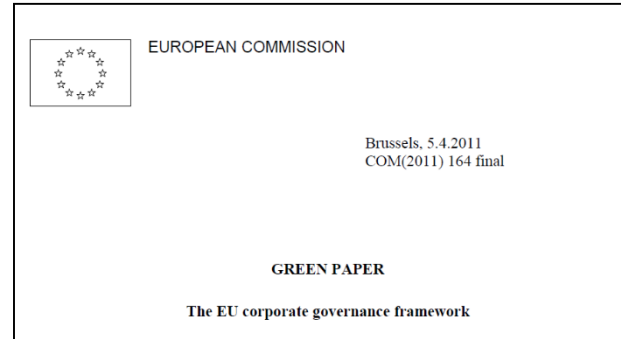 EUROPEAN COMMISSION
Brussels, 5.4.2011
COM(2011) 164 final
GREEN PAPER
The EU corporate governance framework